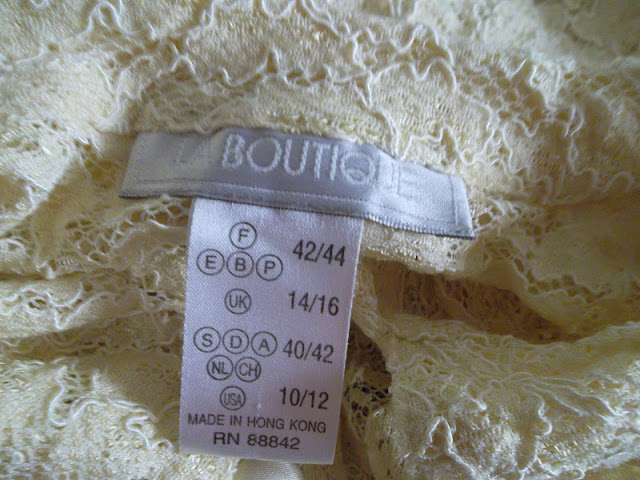 LA BOUTIQUE
F
42/44
E B P
UK 14/16
S D A 40/42
NL CH
USA 10/12
MADE IN HONG KONG
RN 88842